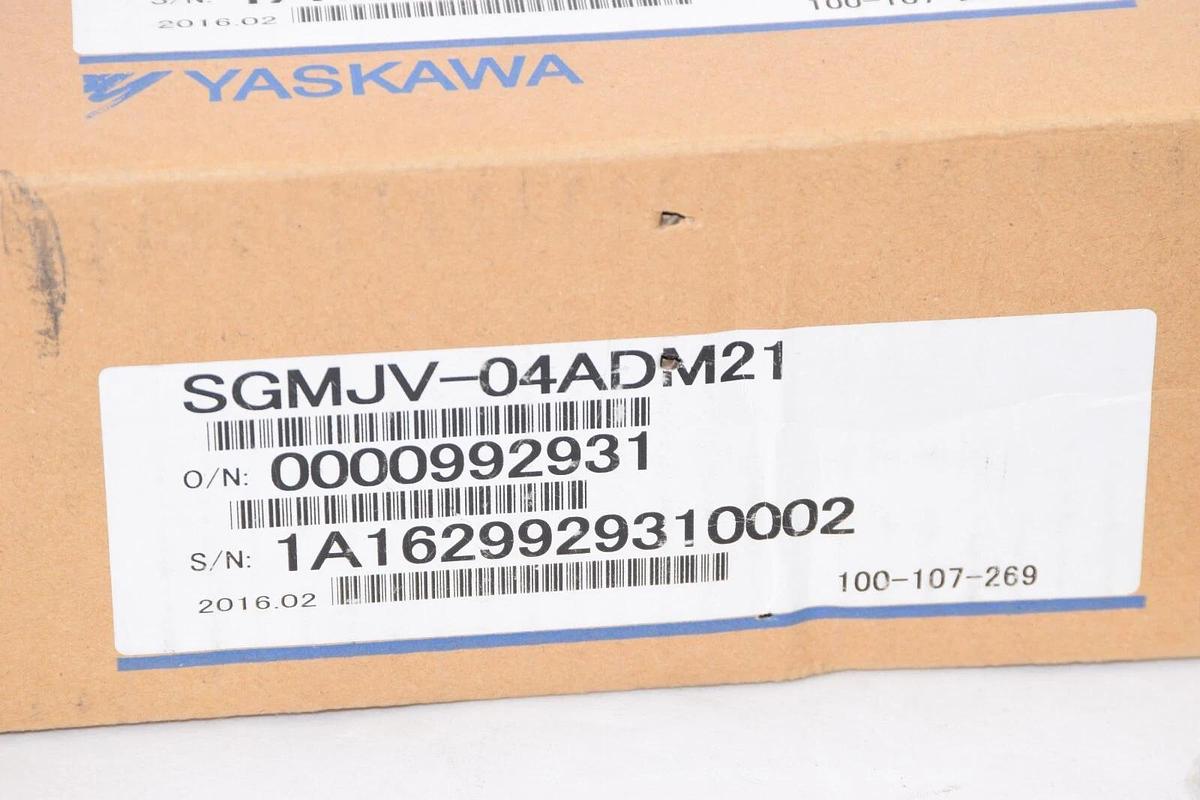 2016.02
YASKAWA
SGMJV-04ADM21
O/N: 0000992931
S/N: 1A1629929310002
2016.02
100-107-269